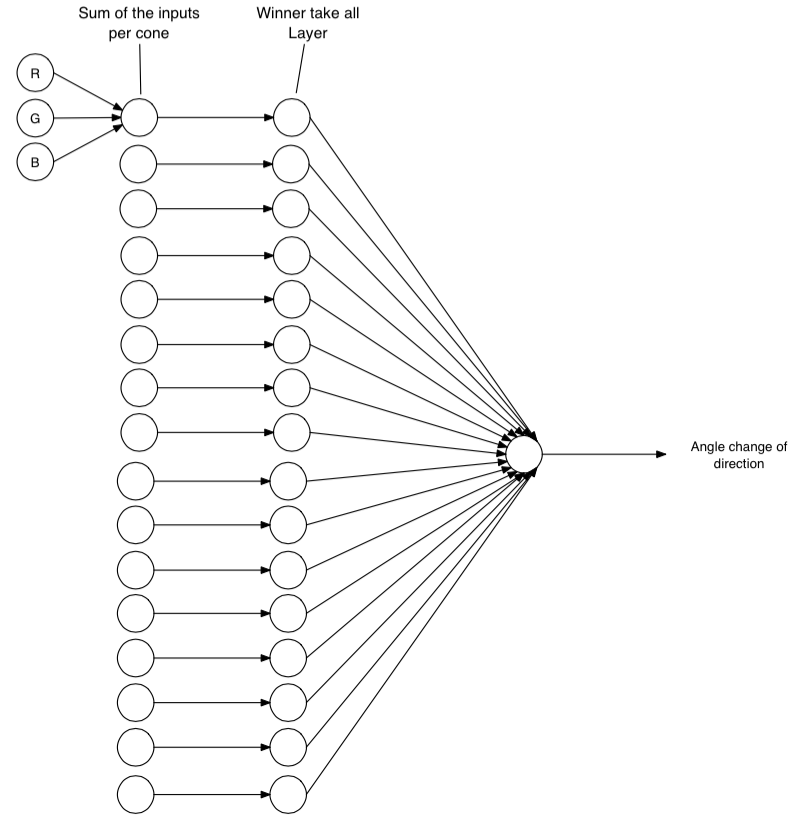 Sum of the inputs
per cone
Winner take all
Layer
R
G
B
Angle change of
direction